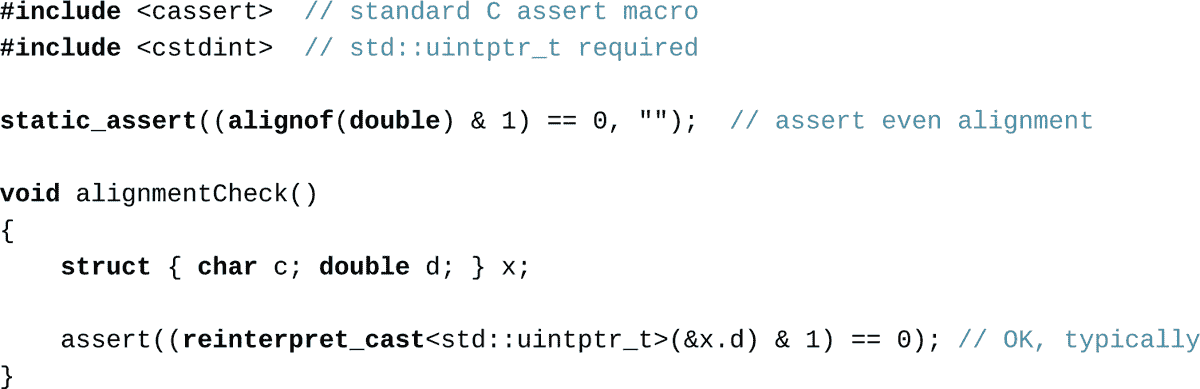 #include <cassert>  // standard C assert macro
#include <cstdint>  // std::uintptr_t required
static_assert((alignof(double) & 1) == 0, "");  // assert even alignment
void alignmentCheck()
{
    struct { char c; double d; } x;
    assert((reinterpret_cast<std::uintptr_t>(&x.d) & 1) == 0); // OK, typically
}